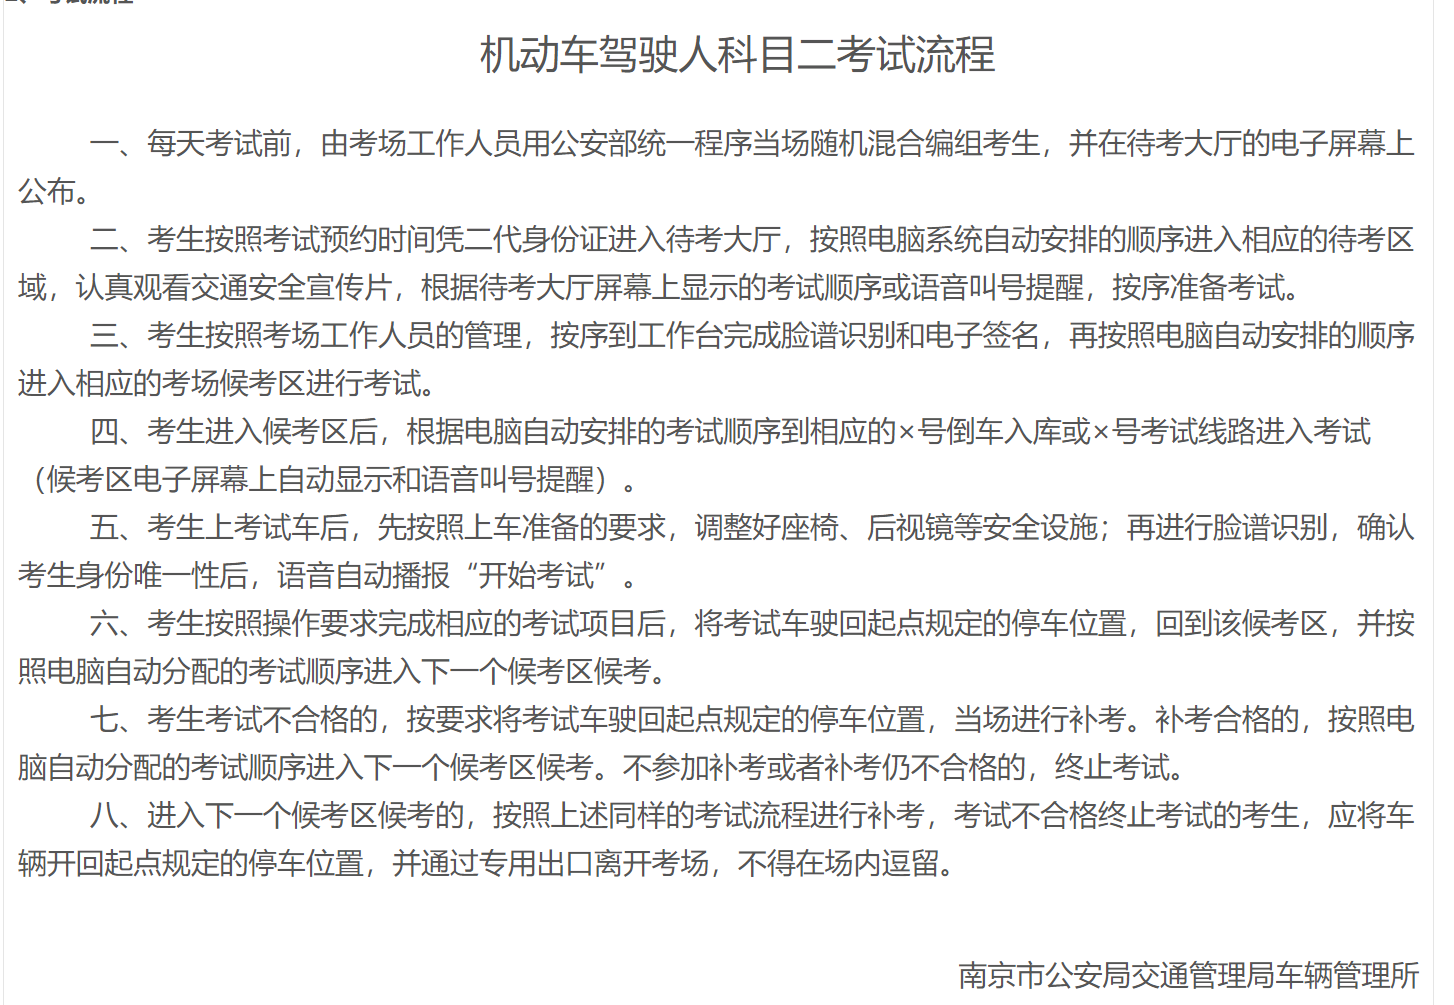 机动车驾驶人科目二考试流程
一、每天考试前，由考场工作人员用公安部统一程序当场随机混合编组考生，并在待考大厅的电子屏幕上
公布。
二、考生按照考试预约时间凭二代身份证进入待考大厅，按照电脑系统自动安排的顺序进入相应的待考区
域，认真观看交通安全宣传片，根据待考大厅屏幕上显示的考试顺序或语音叫号提醒，按序准备考试。
三、考生按照考场工作人员的管理，按序到工作台完成脸谱识别和电子签名，再按照电脑自动安排的顺序
进入相应的考场候考区进行考试。
四、考生进入候考区后，根据电脑自动安排的考试顺序到相应的×号倒车入库或×号考试线路进入考试
（候考区电子屏幕上自动显示和语音叫号提醒）。
五、考生上考试车后，先按照上车准备的要求，调整好座椅、后视镜等安全设施；再进行脸谱识别，确认
考生身份唯一性后，语音自动播报“开始考试”。
六、考生按照操作要求完成相应的考试项目后，将考试车驶回起点规定的停车位置，回到该候考区，并按
照电脑自动分配的考试顺序进入下一个候考区候考。
七、考生考试不合格的，按要求将考试车驶回起点规定的停车位置，当场进行补考。补考合格的，按照电
脑自动分配的考试顺序进入下一个候考区候考。不参加补考或者补考仍不合格的，终止考试。
八、进入下一个候考区候考的，按照上述同样的考试流程进行补考，考试不合格终止考试的考生，应将车
辆开回起点规定的停车位置，并通过专用出口离开考场，不得在场内逗留。
南京市公安局交通管理局车辆管理所